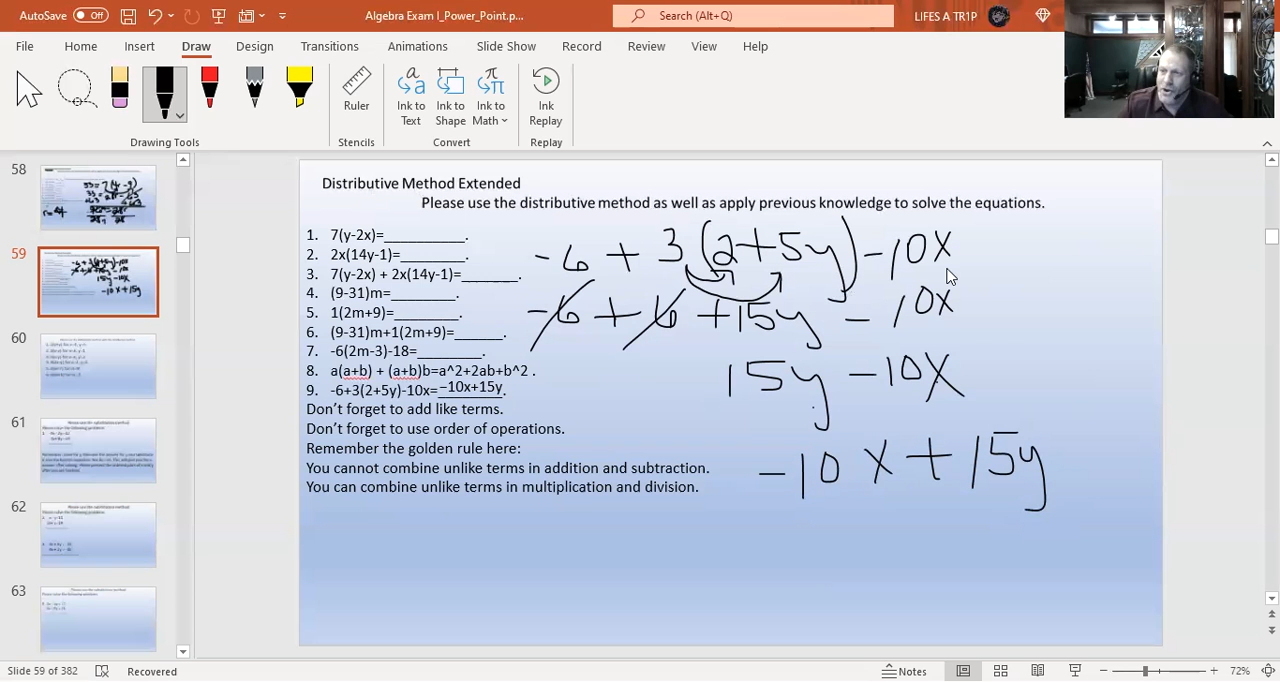 AutoSave Off Algebra Exam I_Power_Point.p... Search (Alt+Q) LIFES A TR1P
File Home Insert Draw Design Transitions Animations Slide Show Record Review View Help
Ruler
Ink to Text
Ink to Shape
Ink to Math
Ink Replay
Drawing Tools Stencils Convert Replay
58
59
60
61
62
63
Distributive Method Extended
Please use the distributive method as well as apply previous knowledge to solve the equations.
1. 7(y-2x)=__________.
2. 2x(14y-1)=________.
3. 7(y-2x) + 2x(14y-1)=_______.
4. (9-31)m=________.
5. 1(2m+9)=________.
6. (9-31)m+1(2m+9)=______.
7. -6(2m-3)-18=_______.
8. a(a+b) + (a+b)b=a^2+2ab+b^2 .
9. -6+3(2+5y)-10x=−10x+15y.
Don't forget to add like terms.
Don't forget to use order of operations.
Remember the golden rule here:
You cannot combine unlike terms in addition and subtraction.
You can combine unlike terms in multiplication and division.
-6 + 3(2+5y) -10x
-6 + 6 +15y - 10x
15y -10x
-10x + 15y
Slide 59 of 382 Recovered Notes 72%